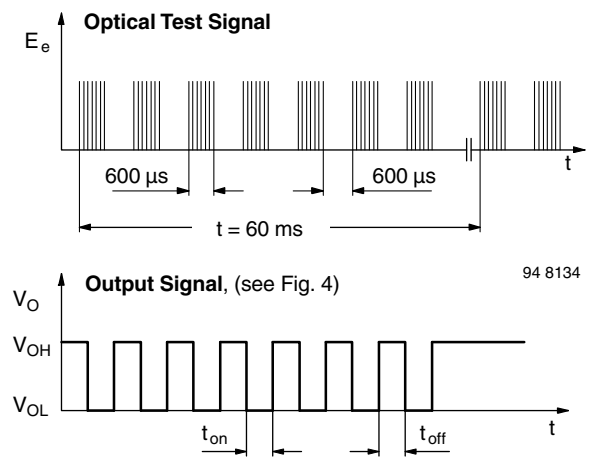 Optical Test Signal
E e
t
600 µs 600 µs
t = 60 ms
94 8134
Output Signal, (see Fig. 4)
V O
V OH
V OL
t
t on t off